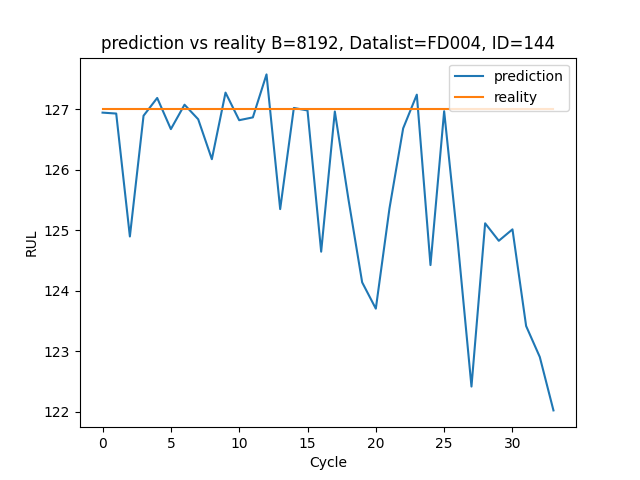 prediction vs reality B=8192, Datalist=FD004, ID=144
prediction
reality
127
126
125
124
123
122
RUL
0
5
10
15
20
25
30
Cycle